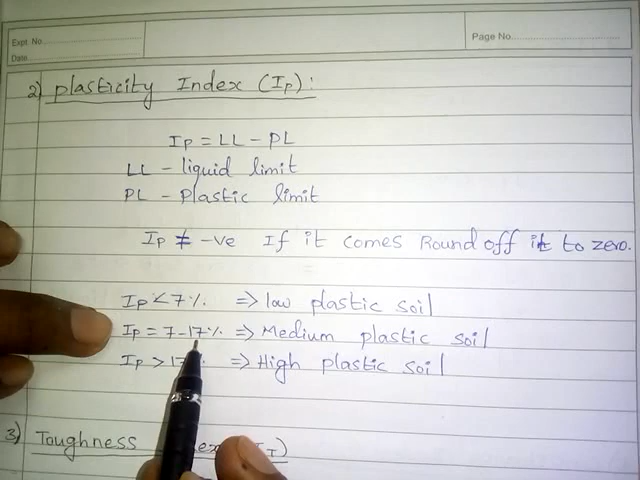 Expt No
Date
Page No
2) Plasticity Index (Ip):
Ip = LL - PL
LL - liquid limit
PL - Plastic limit
Ip ≠ -ve If it comes Round off it to zero.
Ip < 7% => low plastic soil
Ip = 7-17% => Medium plastic soil
Ip > 17% => High plastic soil
3) Toughness